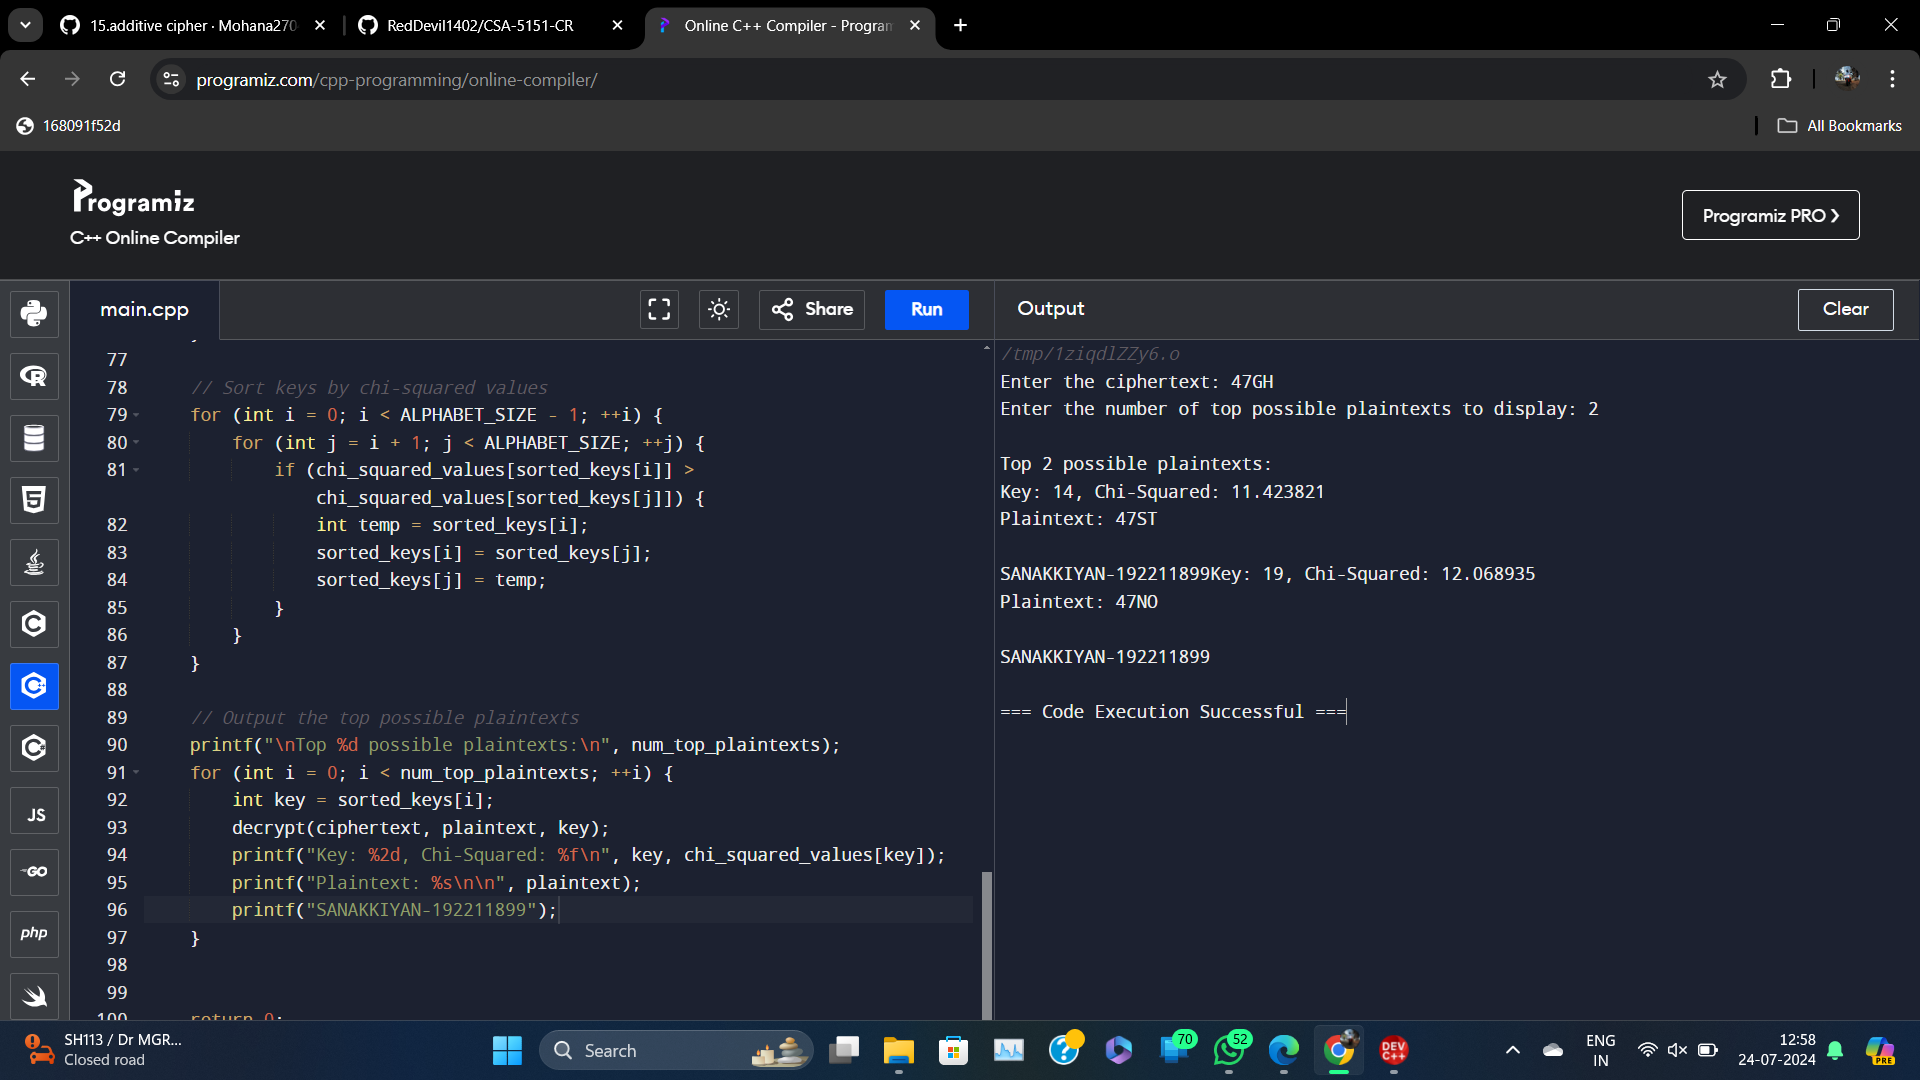 15.additive cipher · Mohana270
RedDevil1402/CSA-5151-CR
Online C++ Compiler - Program
programiz.com/cpp-programming/online-compiler/
168091f52d
All Bookmarks
Programiz
C++ Online Compiler
Programiz PRO ❯
main.cpp
Share
Run
Output
Clear
77
78 // Sort keys by chi-squared values
79 for (int i = 0; i < ALPHABET_SIZE - 1; ++i) {
80 for (int j = i + 1; j < ALPHABET_SIZE; ++j) {
81 if (chi_squared_values[sorted_keys[i]] >
chi_squared_values[sorted_keys[j]]) {
82 int temp = sorted_keys[i];
83 sorted_keys[i] = sorted_keys[j];
84 sorted_keys[j] = temp;
85 }
86 }
87 }
88
89 // Output the top possible plaintexts
90 printf("\nTop %d possible plaintexts:\n", num_top_plaintexts);
91 for (int i = 0; i < num_top_plaintexts; ++i) {
92 int key = sorted_keys[i];
93 decrypt(ciphertext, plaintext, key);
94 printf("Key: %2d, Chi-Squared: %f\n", key, chi_squared_values[key]);
95 printf("Plaintext: %s\n\n", plaintext);
96 printf("SANAKKIYAN-192211899");
97 }
98
99
100 return 0;
/tmp/1ziqdlZZy6.o
Enter the ciphertext: 47GH
Enter the number of top possible plaintexts to display: 2
Top 2 possible plaintexts:
Key: 14, Chi-Squared: 11.423821
Plaintext: 47ST
SANAKKIYAN-192211899Key: 19, Chi-Squared: 12.068935
Plaintext: 47NO
SANAKKIYAN-192211899
=== Code Execution Successful ===
JS
GO
php
SH113 / Dr MGR...
Closed road
Search
70
52
DEV
C++
ENG
IN
12:58
24-07-2024
PRE